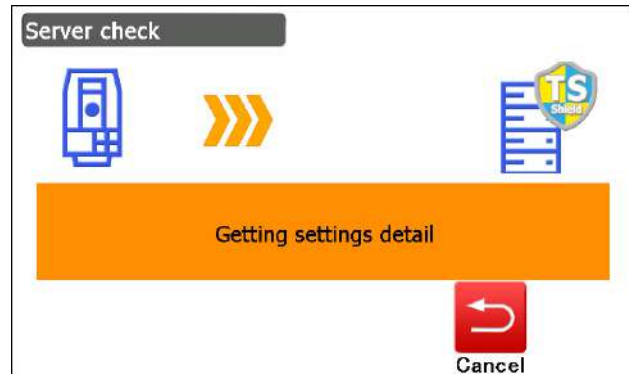 Server check
TS
Shield
Getting settings detail
Cancel